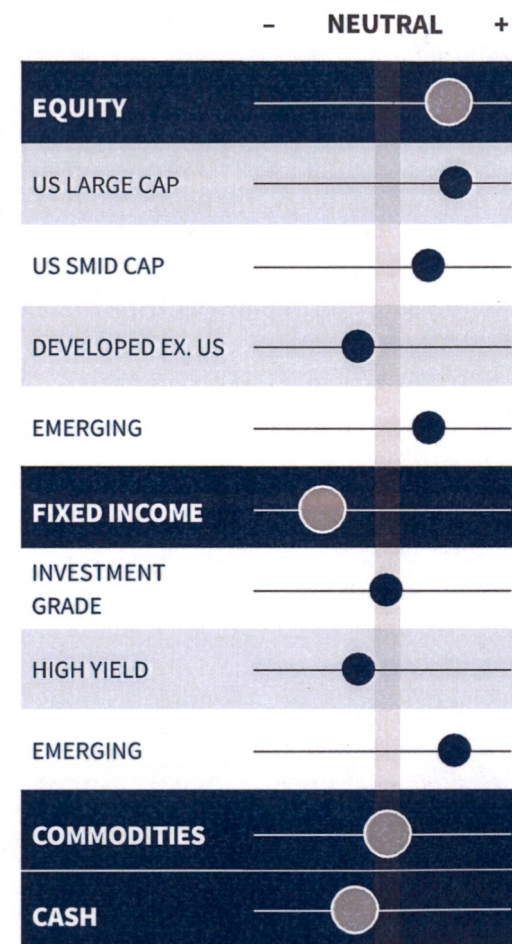 – NEUTRAL +
EQUITY
US LARGE CAP
US SMID CAP
DEVELOPED EX. US
EMERGING
FIXED INCOME
INVESTMENT
GRADE
HIGH YIELD
EMERGING
COMMODITIES
CASH